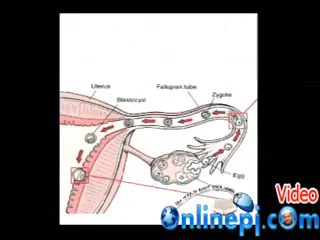 Uterus
Blastocyst
Fallopian tube
Zygote
Egg
Video
Onlinepj.com